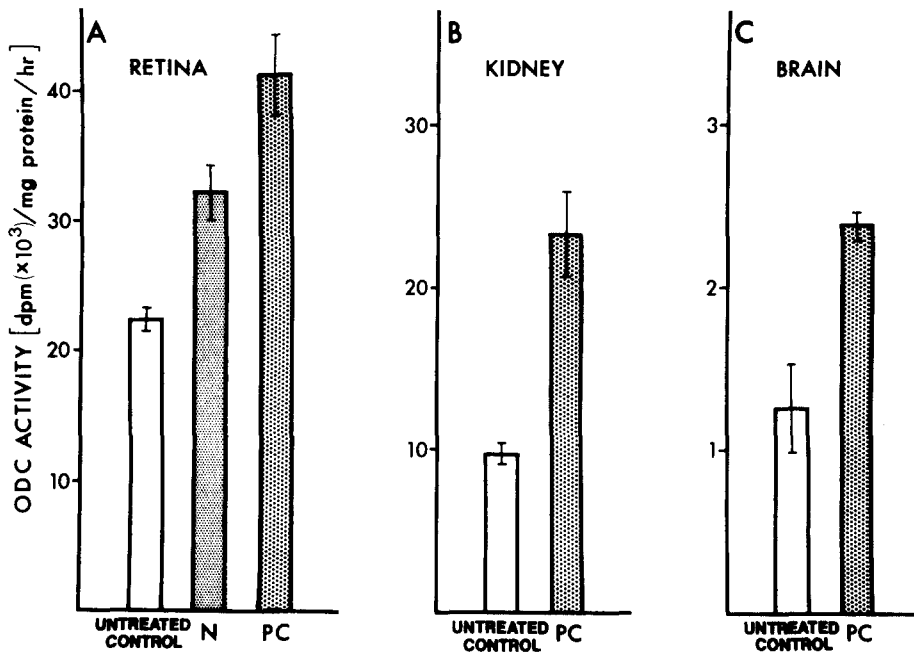 A
RETINA
ODC ACTIVITY [dpm(×10³)/mg protein/hr]
40
30
20
10
UNTREATED
CONTROL
N
PC
B
KIDNEY
30
20
10
UNTREATED
CONTROL
PC
C
BRAIN
3
2
1
UNTREATED
CONTROL
PC